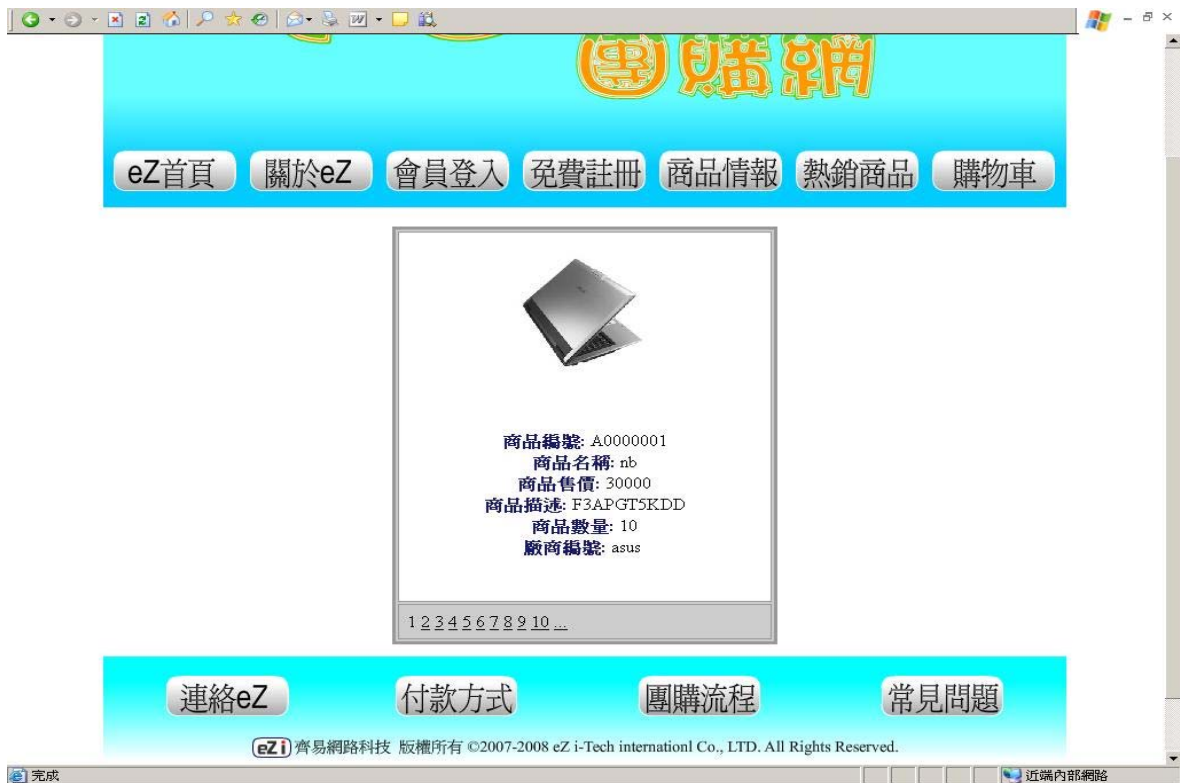 團購網
eZ首頁 關於eZ 會員登入 免費註冊 商品情報 熱銷商品 購物車
商品編號: A0000001
商品名稱: nb
商品售價: 30000
商品描述: F3APGT5KDD
商品數量: 10
廠商編號: asus
1 2 3 4 5 6 7 8 9 10 ...
連絡eZ 付款方式 團購流程 常見問題
eZ i 齊易網路科技 版權所有 ©2007-2008 eZ i-Tech internationl Co., LTD. All Rights Reserved.
完成 近端內部網路